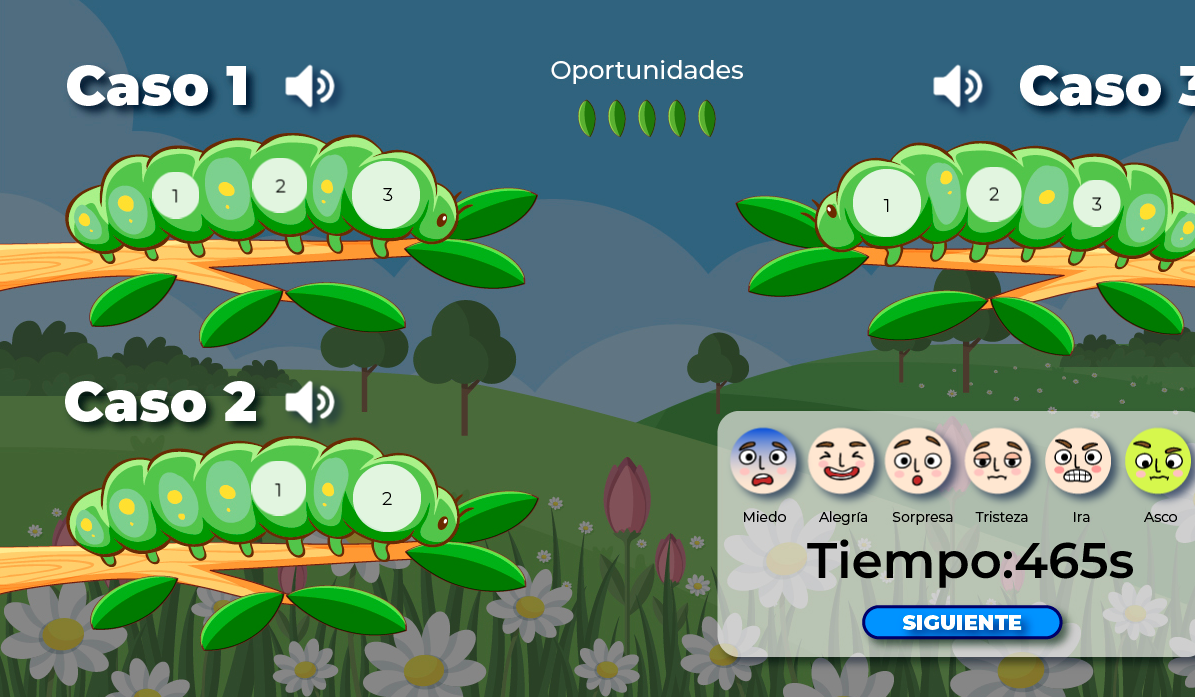 Caso 1
Oportunidades
Caso 3
1 2 3
1 2 3
Caso 2
1 2
Miedo Alegría Sorpresa Tristeza Ira Asco
Tiempo:465s
SIGUIENTE